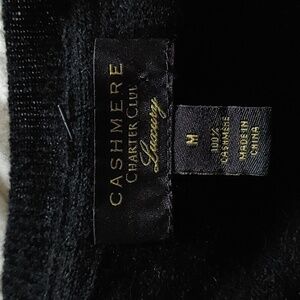 CASHMERE
CHARTER CLUB
Luxury
M
100%
CASHMERE
MADE IN
CHINA